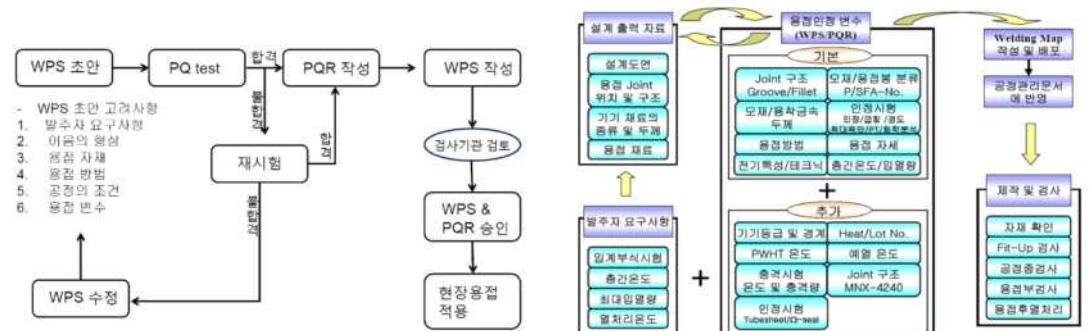 WPS 초안
PQ test
합격
PQR 작성
WPS 작성
불합격
- WPS 초안 고려사항
1. 발주자 요구사항
2. 이음의 형상
3. 용접 자재
4. 용접 방법
5. 공정의 조건
6. 용접 변수
재시험
합격
불합격
WPS 수정
검사기관 검토
WPS &
PQR 승인
현장용접
적용
설계 출력 자료
설계도면
용접 Joint
위치 및 구조
기기 재료의
종류 및 두께
용접 재료
발주자 요구사항
입계부식시험
층간온도
최대입열량
열처리온도
+
용접인정 변수
(WPS/PQR)
기본
Joint 구조
Groove/Fillet
모재/용접봉 분류
P/SFA-No.
모재/용착금속
두께
인정시험
인장/굽힘/경도
용접방법
용접 자세
전기특성/테크닉
층간온도/입열량
+
추가
기기등급 및 경계
Heat/Lot No.
PWHT 온도
예열 온도
충격시험
온도 및 충격량
Joint 구조
MNX-4240
인정시험
Tubesheet/Ω-seal
Welding Map
작성 및 배포
공정관리문서
에 반영
제작 및 검사
자재 확인
Fit-Up 검사
공정중검사
용접부검사
용접후열처리